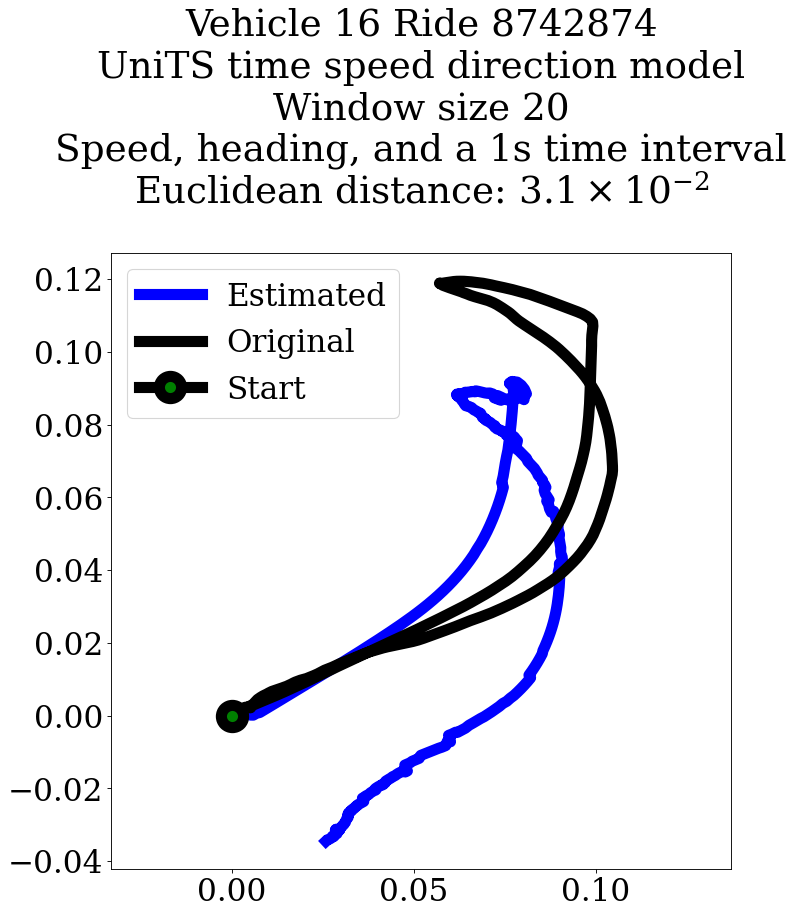 Vehicle 16 Ride 8742874
UniTS time speed direction model
Window size 20
Speed, heading, and a 1s time interval
Euclidean distance: 3.1 × 10⁻²
Estimated
Original
Start
0.12
0.10
0.08
0.06
0.04
0.02
0.00
−0.02
−0.04
0.00 0.05 0.10